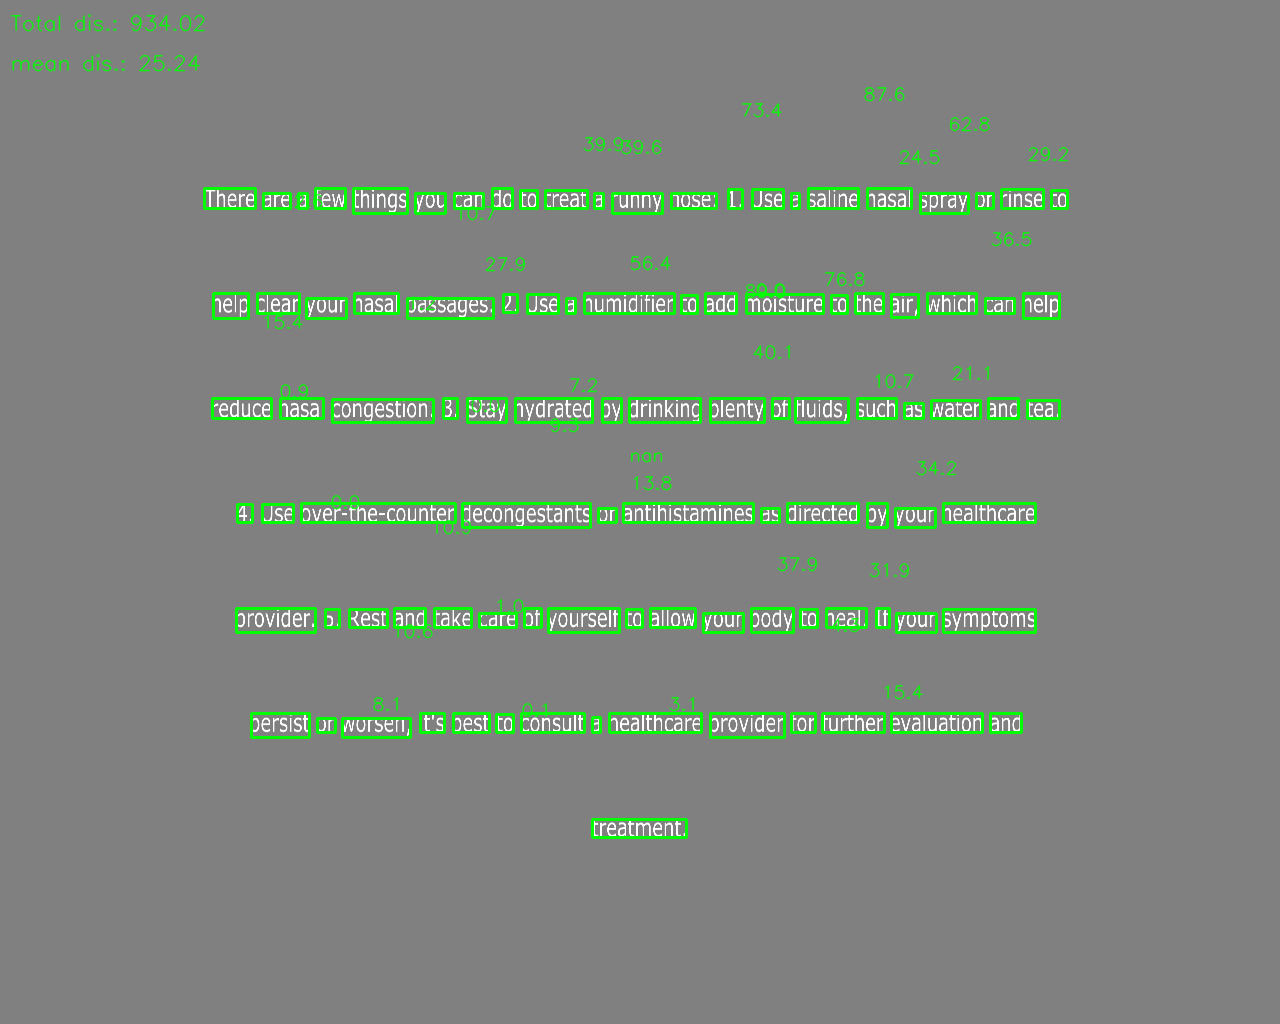 Total dis.: 934.02
mean dis.: 25.24
87.6
73.4
62.8
39.9 39.6 24.5 29.2
There are a few things you can do to treat a runny nose: 1. Use a saline nasal spray or rinse to
10.7
36.5
27.9 56.4 76.8
89.0
help clear your nasal passages. 2. Use a humidifier to add moisture to the air, which can help
15.4
40.1
0.9 7.2 10.7 21.1
reduce nasal congestion. 3. Stay hydrated by drinking plenty of fluids, such as water and tea.
9.3
nan
13.8 34.2
4. Use over-the-counter decongestants or antihistamines as directed by your healthcare
10.5
37.9 31.9
1.0
provider. 5. Rest and take care of yourself to allow your body to heal. If your symptoms
10.6
8.1 0.1 3.1 15.4
persist or worsen, it's best to consult a healthcare provider for further evaluation and
treatment.